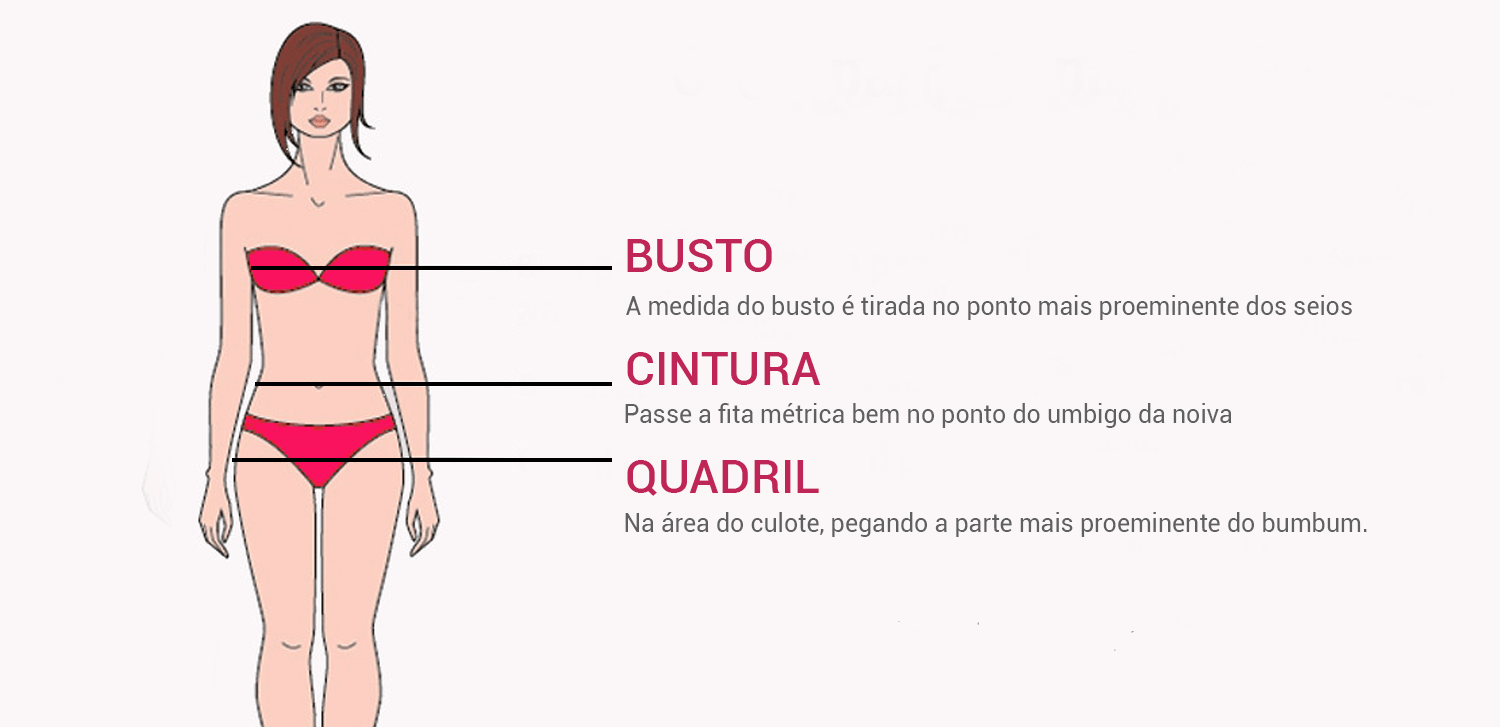 BUSTO
A medida do busto é tirada no ponto mais proeminente dos seios
CINTURA
Passe a fita métrica bem no ponto do umbigo da noiva
QUADRIL
Na área do culote, pegando a parte mais proeminente do bumbum.